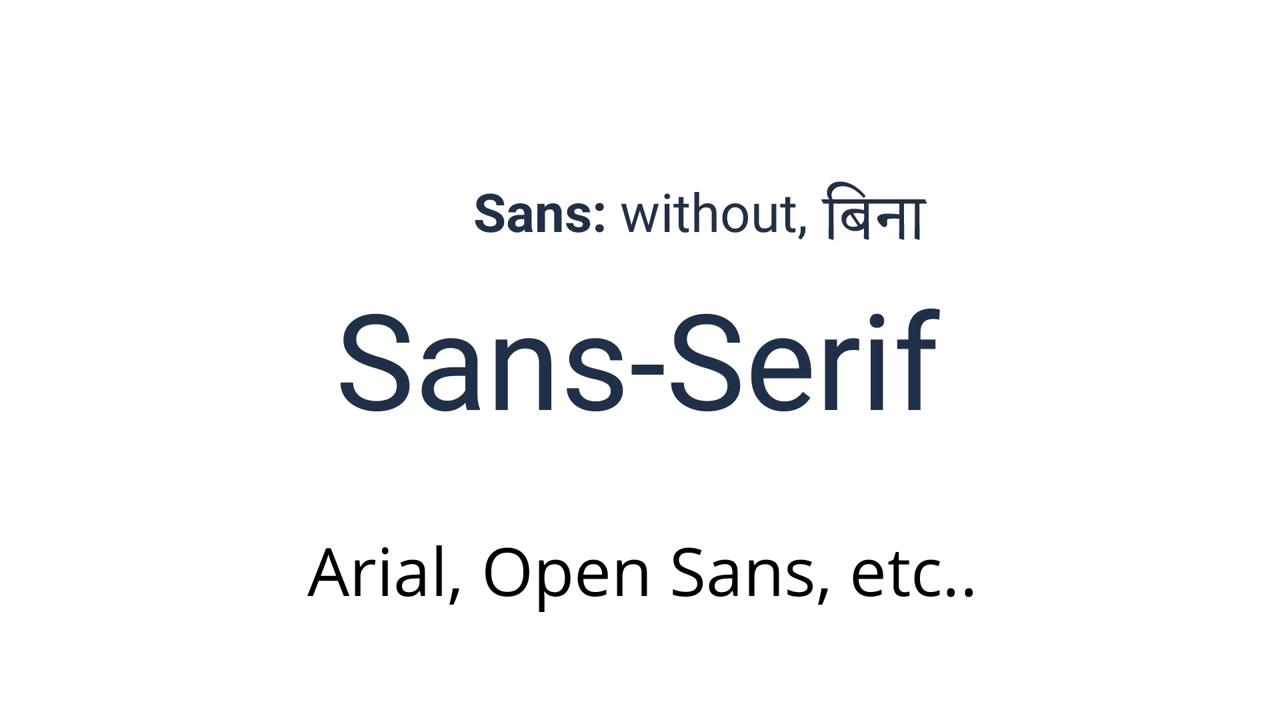 Sans: without, बिना
Sans-Serif
Arial, Open Sans, etc..